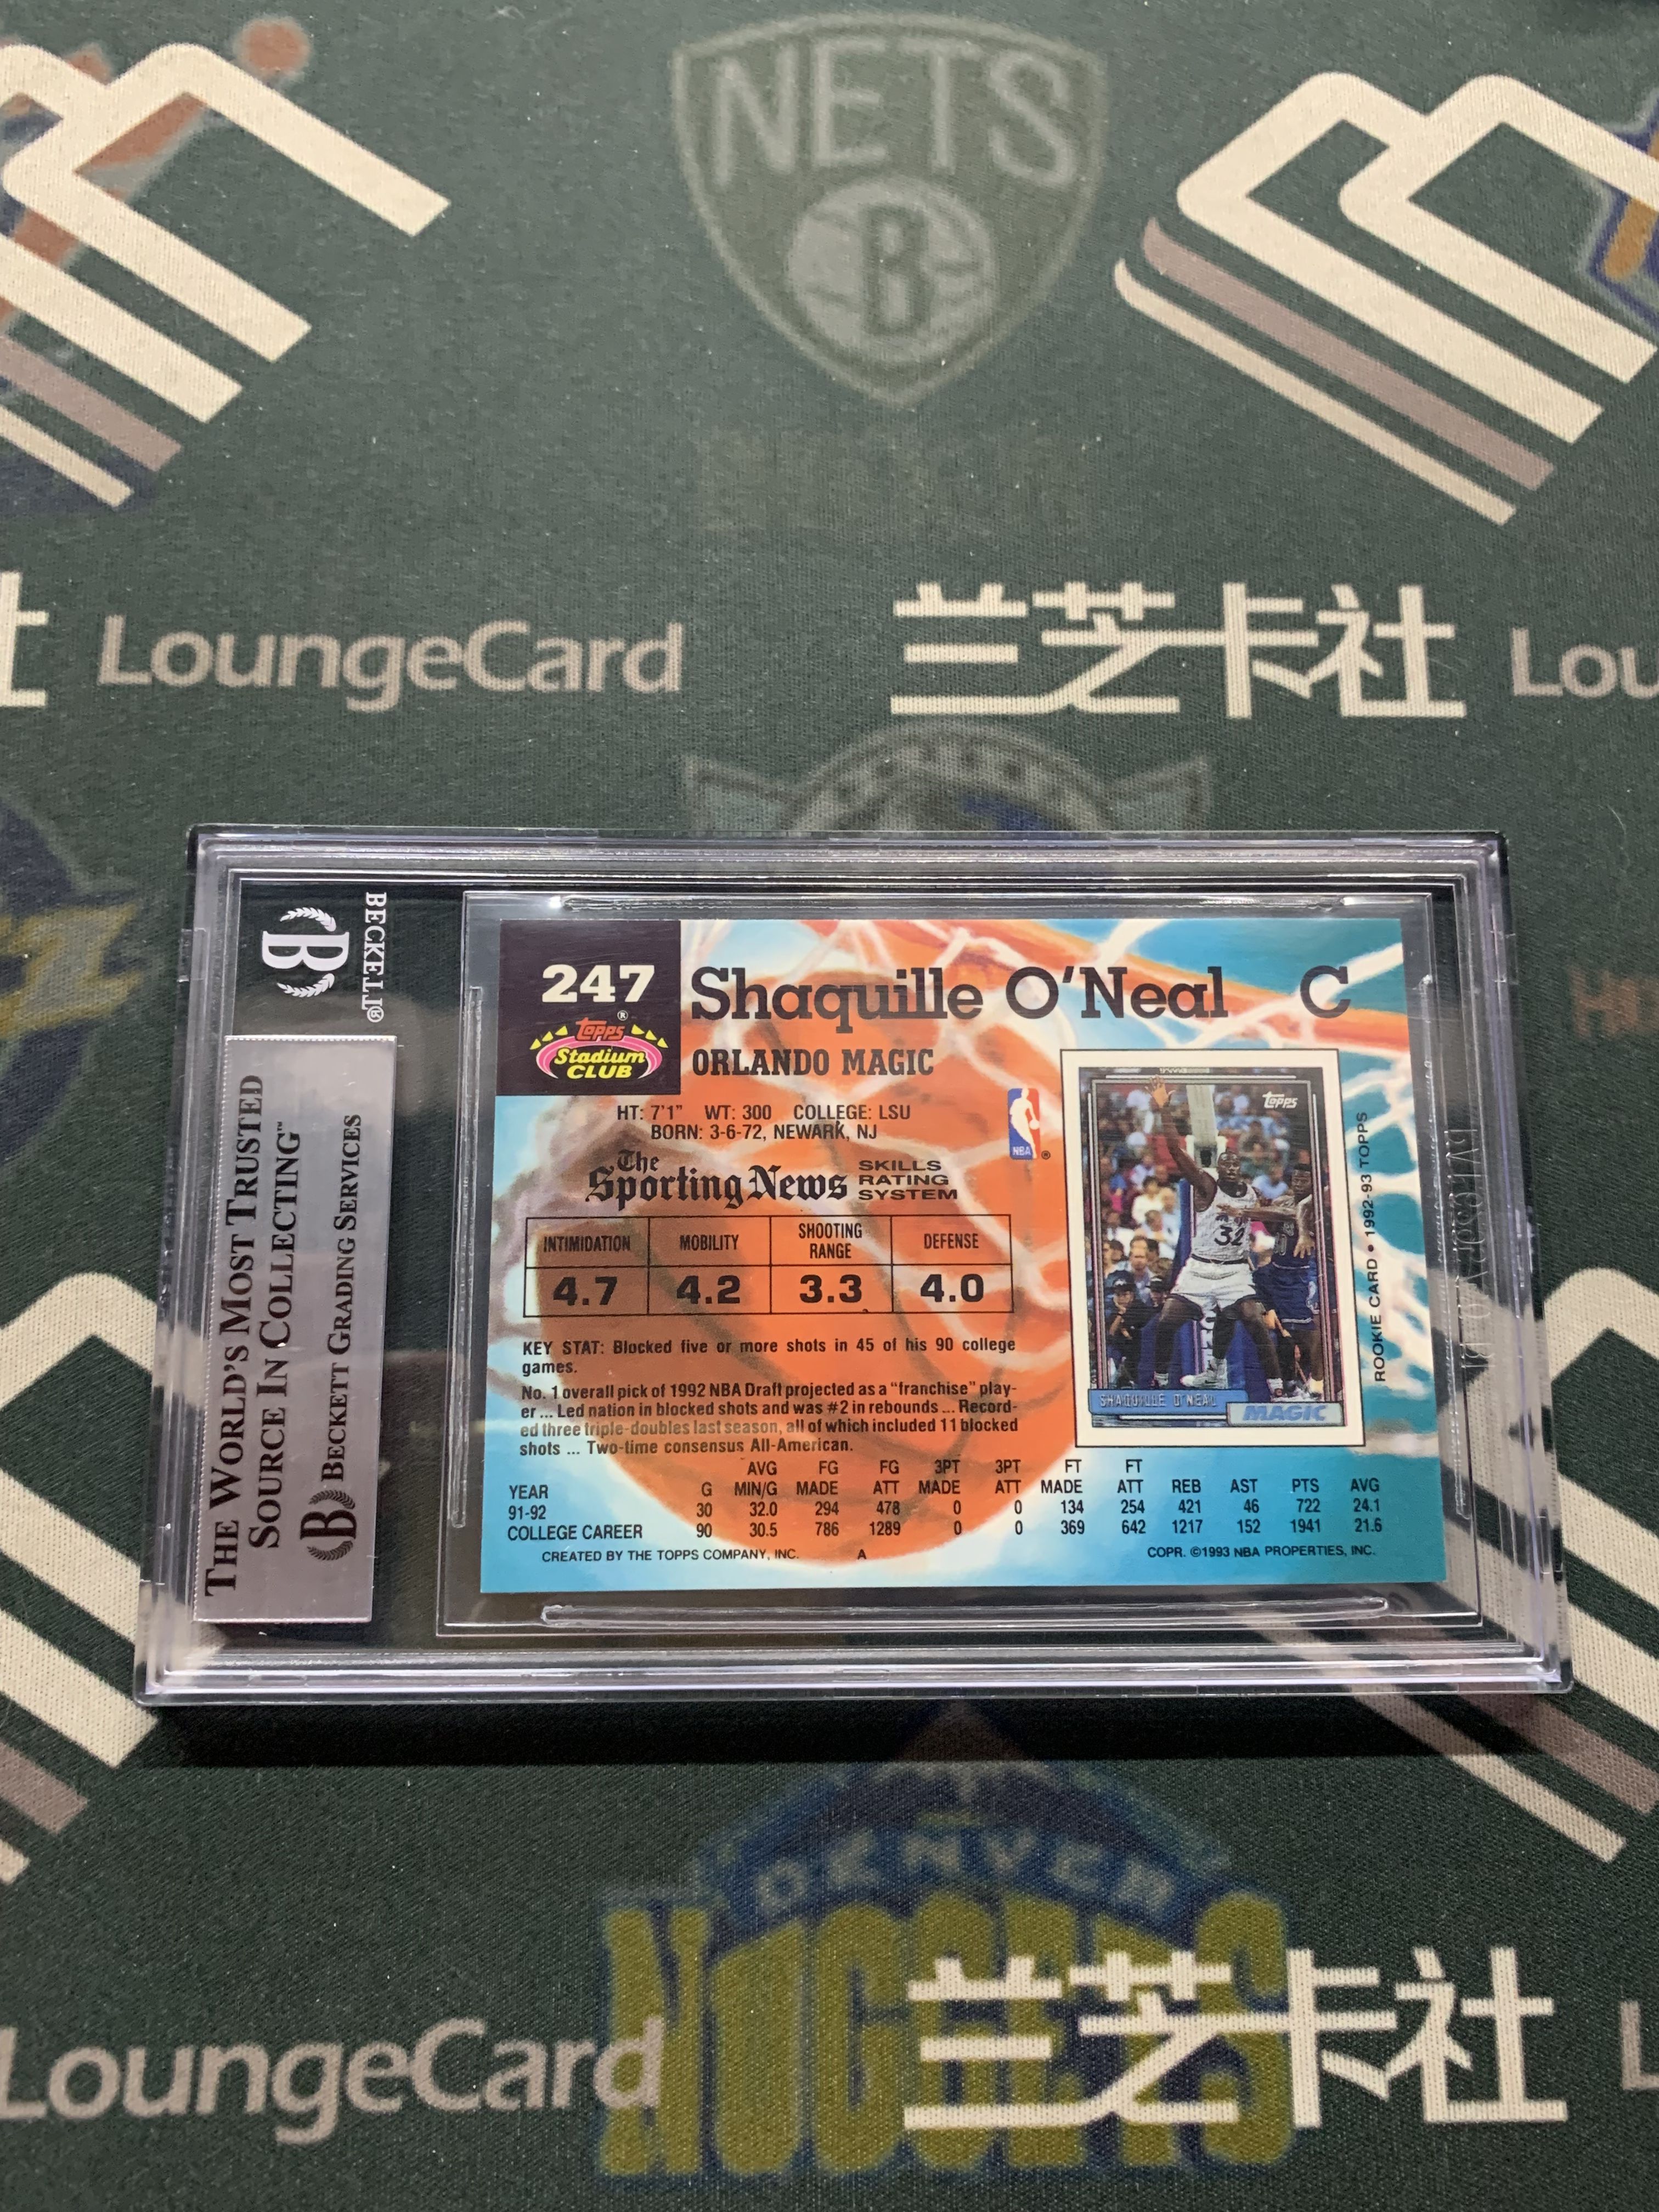 NETS
B
社 LoungeCard
兰芝卡社 Lou
BECKETT®
B
THE WORLD'S MOST TRUSTED
SOURCE IN COLLECTING™
B BECKETT GRADING SERVICES
247
Topps®
Stadium
CLUB
Shaquille O'Neal C
ORLANDO MAGIC
HT: 7'1" WT: 300 COLLEGE: LSU
BORN: 3-6-72, NEWARK, NJ
NBA ®
The
Sporting News
SKILLS
RATING
SYSTEM
INTIMIDATION MOBILITY SHOOTING RANGE DEFENSE
4.7 4.2 3.3 4.0
KEY STAT: Blocked five or more shots in 45 of his 90 college
games.
No. 1 overall pick of 1992 NBA Draft projected as a "franchise" play-
er ... Led nation in blocked shots and was #2 in rebounds ... Record-
ed three triple-doubles last season, all of which included 11 blocked
shots ... Two-time consensus All-American.
Topps
32
SHAQUILLE O'NEAL
MAGIC
ROOKIE CARD • 1992-93 TOPPS
AVG FG FG 3PT 3PT FT FT
YEAR G MIN/G MADE ATT MADE ATT MADE ATT REB AST PTS AVG
91-92 30 32.0 294 478 0 0 134 254 421 46 722 24.1
COLLEGE CAREER 90 30.5 786 1289 0 0 369 642 1217 152 1941 21.6
CREATED BY THE TOPPS COMPANY, INC. A COPR. ©1993 NBA PROPERTIES, INC.
DENVER
NUGGETS
LoungeCard
兰芝卡社 L